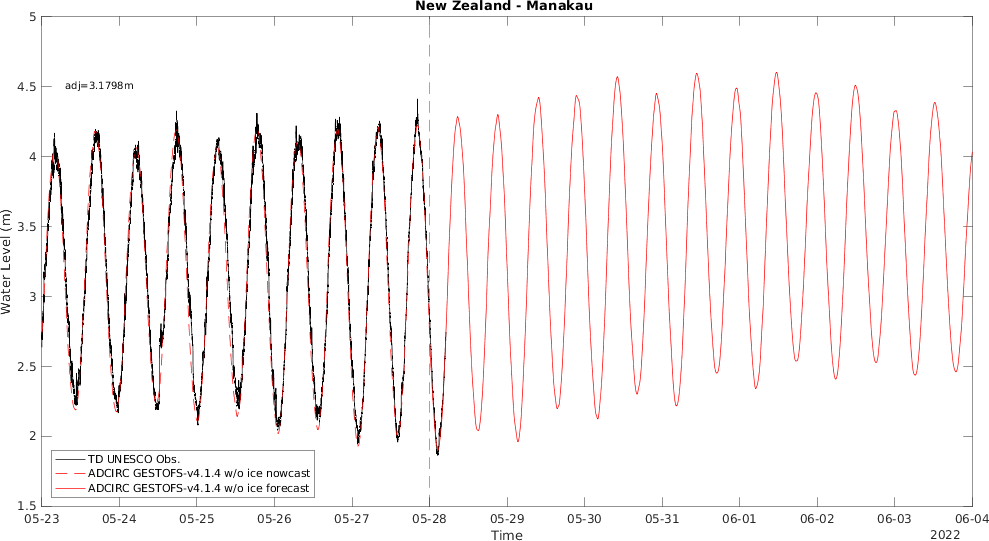 New Zealand - Manakau
5
4.5
4
3.5
3
2.5
2
1.5
Water Level (m)
adj=3.1798m
TD UNESCO Obs.
ADCIRC GESTOFS-v4.1.4 w/o ice nowcast
ADCIRC GESTOFS-v4.1.4 w/o ice forecast
05-23 05-24 05-25 05-26 05-27 05-28 05-29 05-30 05-31 06-01 06-02 06-03 06-04
Time
2022